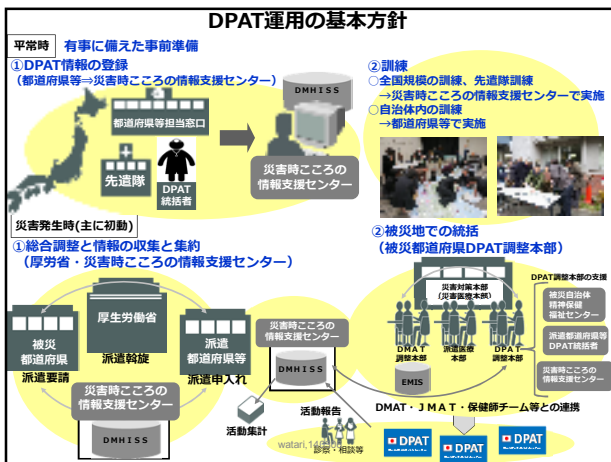 DPAT運用の基本方針
平常時
有事に備えた事前準備
①DPAT情報の登録
(都道府県等⇒災害時こころの情報支援センター)
DMHISS
都道府県等担当窓口
先遣隊
DPAT
統括者
災害時こころの
情報支援センター
②訓練
○全国規模の訓練、先遣隊訓練
→災害時こころの情報支援センターで実施
○自治体内の訓練
→都道府県等で実施
災害発生時(主に初動)
①総合調整と情報の収集と集約
(厚労省・災害時こころの情報支援センター)
厚生労働省
被災
都道府県
派遣斡旋
派遣
都道府県等
派遣要請
派遣申入れ
災害時こころの
情報支援センター
DMHISS
災害時こころの
情報支援センター
DMHISS
活動集計
活動報告
②被災地での統括
(被災都道府県DPAT調整本部)
災害対策本部
(災害医療本部)
DMAT
調整本部
派遣医療
本部
DPAT
調整本部
EMIS
DPAT調整本部の支援
被災自治体
精神保健
福祉センター
派遣都道府県等
DPAT統括者
災害時こころの
情報支援センター
DMAT・JMAT・保健師チーム等との連携
診察・相談等
DPAT
DPAT
DPAT